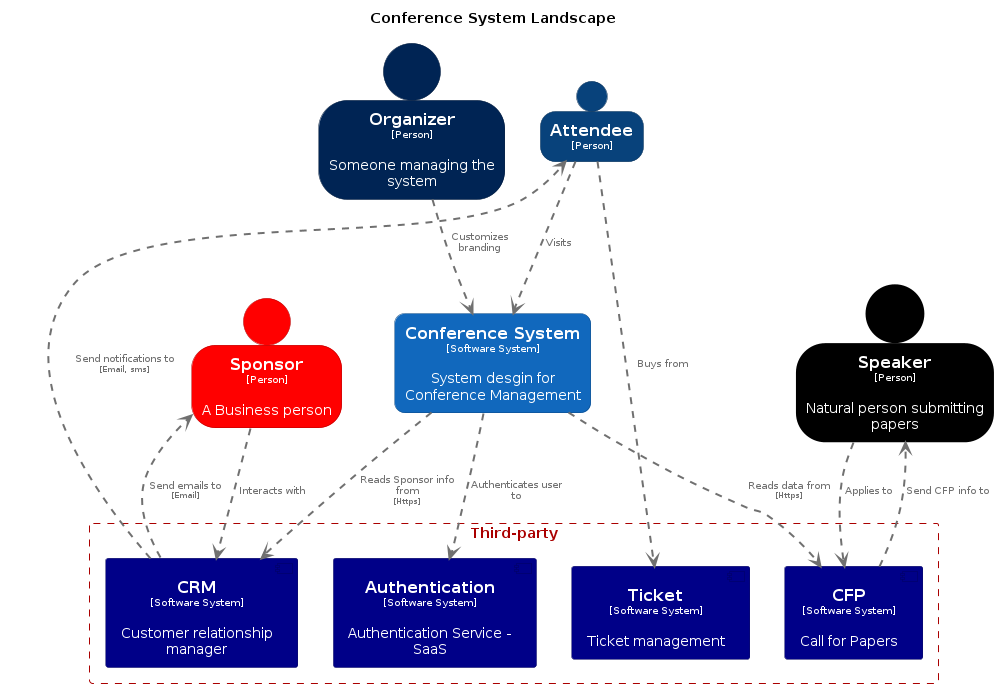 Conference System Landscape
Organizer
[Person]
Someone managing the
system
Attendee
[Person]
Customizes
branding
Visits
Sponsor
[Person]
A Business person
Conference System
[Software System]
System desgin for
Conference Management
Speaker
[Person]
Natural person submitting
papers
Send notifications to
[Email, sms]
Buys from
Send emails to
[Email]
Interacts with
Reads Sponsor info
from
[Https]
Authenticates user
to
Reads data from
[Https]
Applies to
Send CFP info to
Third-party
CRM
[Software System]
Customer relationship
manager
Authentication
[Software System]
Authentication Service -
SaaS
Ticket
[Software System]
Ticket management
CFP
[Software System]
Call for Papers